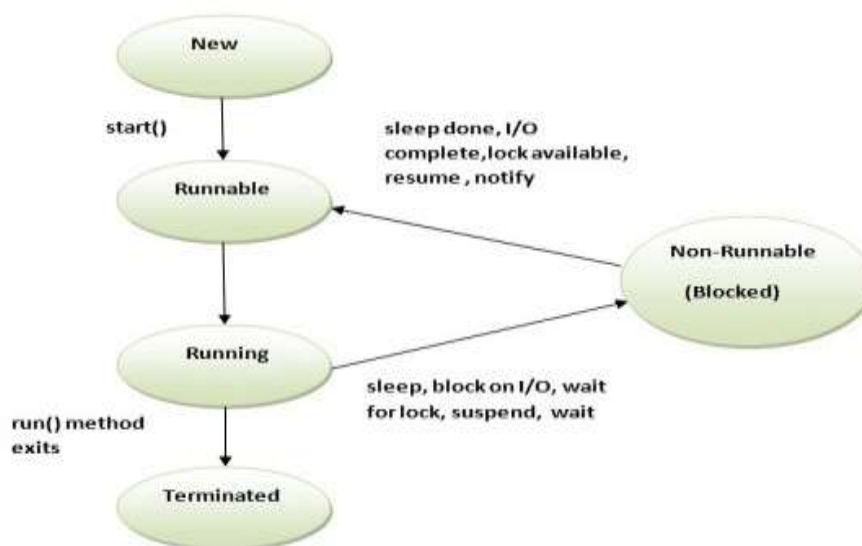 New
start()
sleep done, I/O
complete,lock available,
resume , notify
Runnable
Non-Runnable
(Blocked)
Running
sleep, block on I/O, wait
for lock, suspend, wait
run() method
exits
Terminated